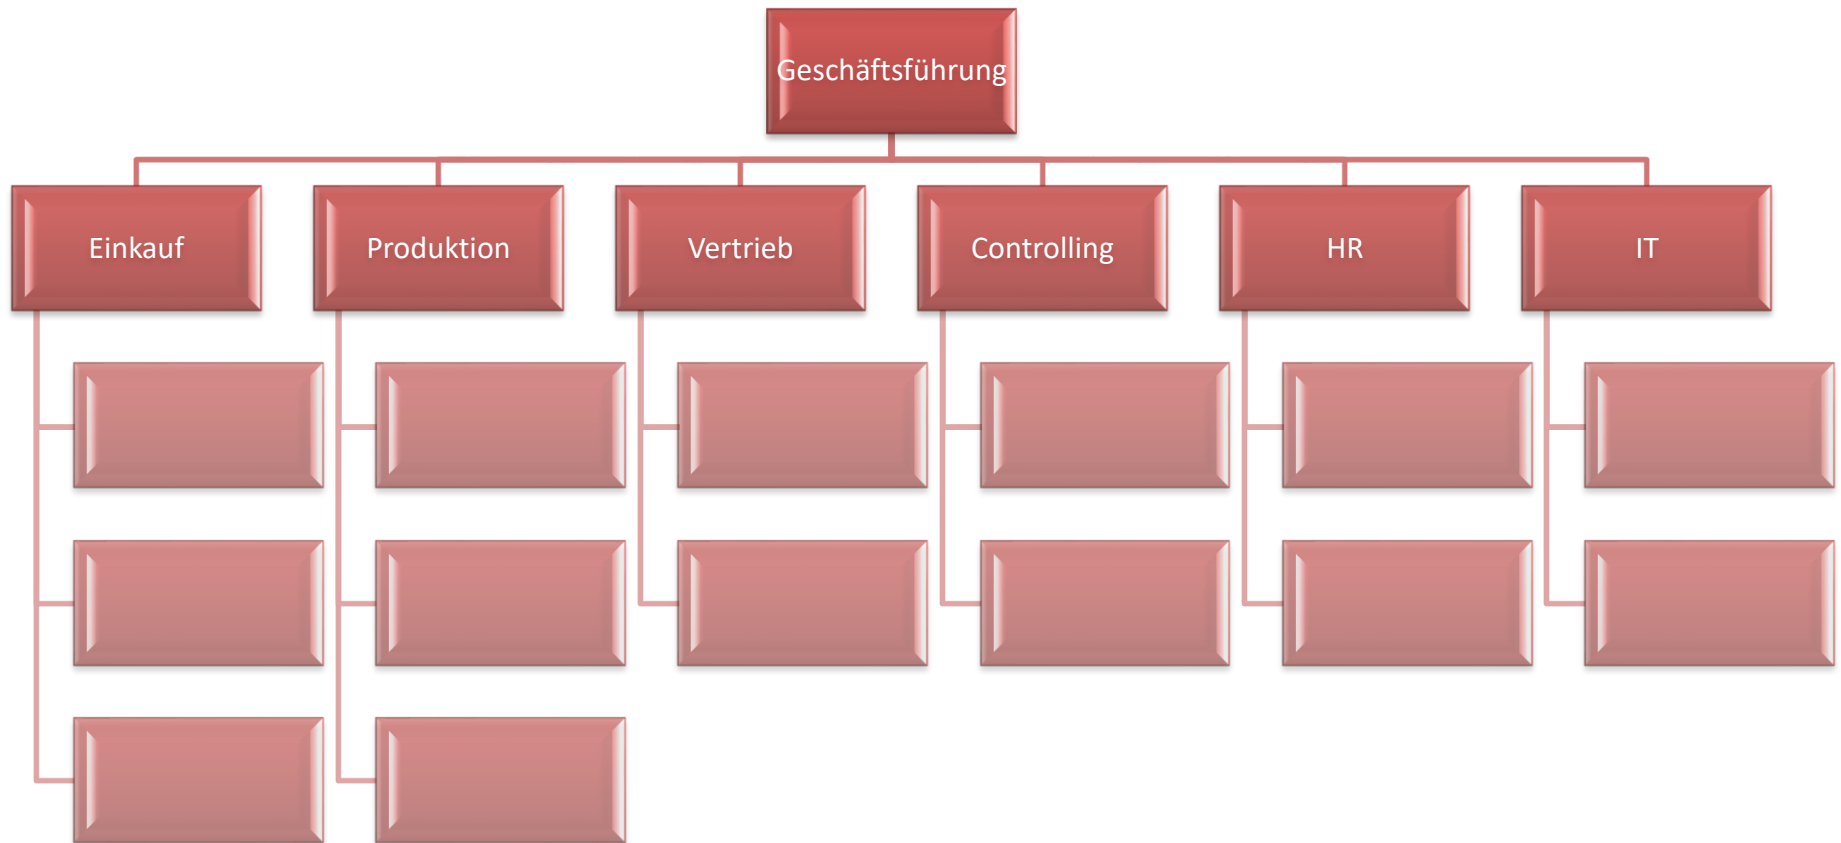 Geschäftsführung
Einkauf
Produktion
Vertrieb
Controlling
HR
IT